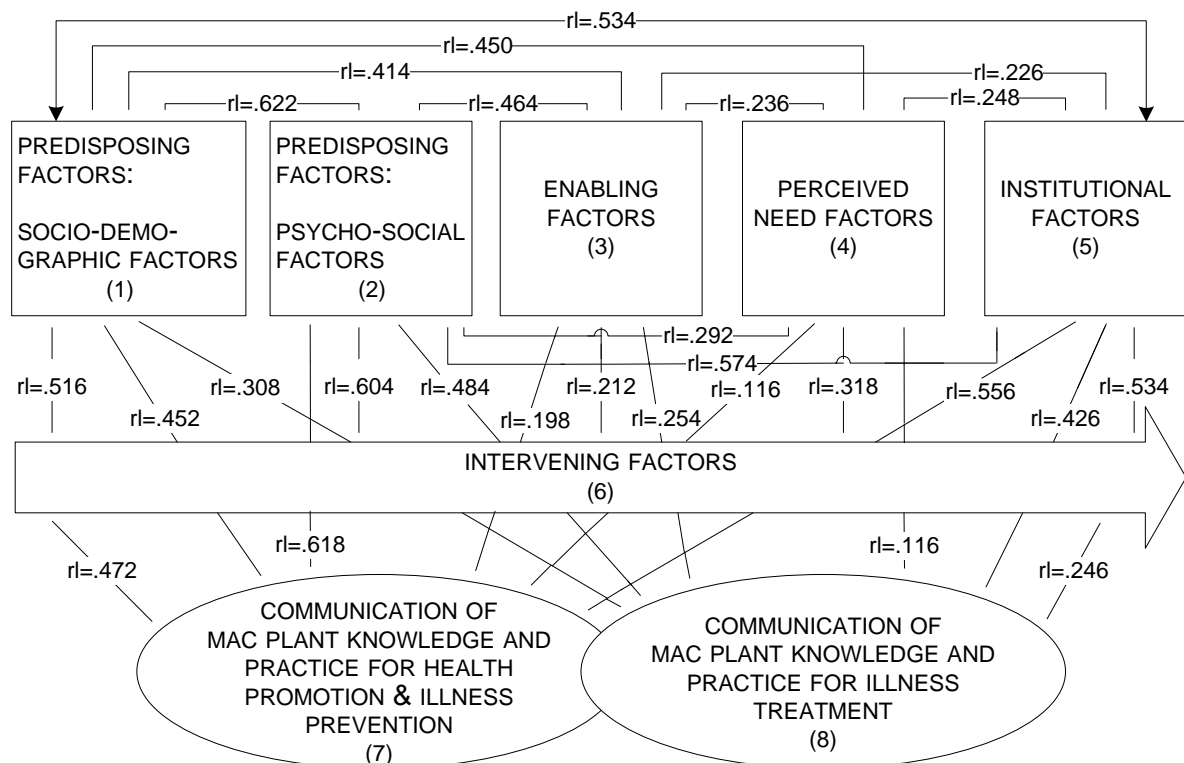 rl=.534
rl=.450
rl=.414
rl=.226
rl=.622
rl=.464
rl=.236
rl=.248
PREDISPOSING
FACTORS:
SOCIO-DEMO-
GRAPHIC FACTORS
(1)
PREDISPOSING
FACTORS:
PSYCHO-SOCIAL
FACTORS
(2)
ENABLING
FACTORS
(3)
PERCEIVED
NEED FACTORS
(4)
INSTITUTIONAL
FACTORS
(5)
rl=.292
rl=.574
rl=.516
rl=.308
rl=.604
rl=.484
rl=.212
rl=.116
rl=.318
rl=.556
rl=.534
rl=.452
rl=.198
rl=.254
rl=.426
INTERVENING FACTORS
(6)
rl=.472
rl=.618
rl=.116
rl=.246
COMMUNICATION OF
MAC PLANT KNOWLEDGE AND
PRACTICE FOR HEALTH
PROMOTION & ILLNESS
PREVENTION
(7)
COMMUNICATION OF
MAC PLANT KNOWLEDGE AND
PRACTICE FOR ILLNESS
TREATMENT
(8)